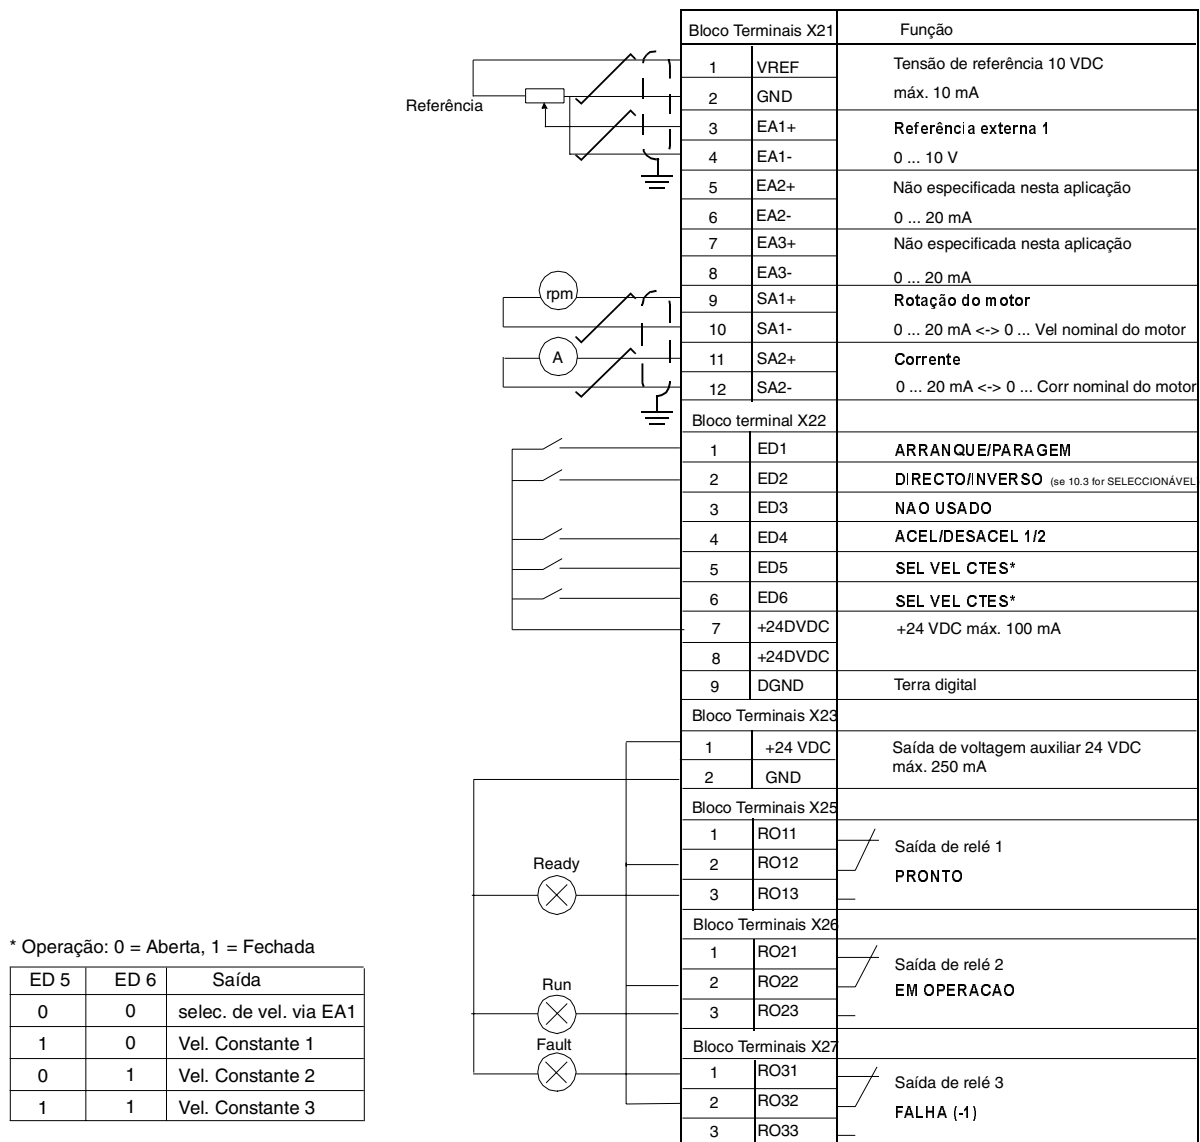 Bloco Terminais X21 Função
1 VREF Tensão de referência 10 VDC
2 GND máx. 10 mA
Referência
3 EA1+ Referência externa 1
4 EA1- 0 ... 10 V
5 EA2+ Não especificada nesta aplicação
6 EA2- 0 ... 20 mA
7 EA3+ Não especificada nesta aplicação
8 EA3- 0 ... 20 mA
rpm
9 SA1+ Rotação do motor
10 SA1- 0 ... 20 mA <-> 0 ... Vel nominal do motor
A
11 SA2+ Corrente
12 SA2- 0 ... 20 mA <-> 0 ... Corr nominal do motor
Bloco terminal X22
1 ED1 ARRANQUE/PARAGEM
2 ED2 DIRECTO/INVERSO (se 10.3 for SELECCIONÁVEL
3 ED3 NAO USADO
4 ED4 ACEL/DESACEL 1/2
5 ED5 SEL VEL CTES*
6 ED6 SEL VEL CTES*
7 +24DVDC +24 VDC máx. 100 mA
8 +24DVDC
9 DGND Terra digital
Bloco Terminais X23
1 +24 VDC Saída de voltagem auxiliar 24 VDC
máx. 250 mA
2 GND
Bloco Terminais X25
1 RO11 Saída de relé 1
Ready
2 RO12 PRONTO
3 RO13
Bloco Terminais X26
1 RO21 Saída de relé 2
Run
2 RO22 EM OPERACAO
3 RO23
Fault
Bloco Terminais X27
1 RO31 Saída de relé 3
2 RO32 FALHA (-1)
3 RO33
* Operação: 0 = Aberta, 1 = Fechada
ED 5 ED 6 Saída
0 0 selec. de vel. via EA1
1 0 Vel. Constante 1
0 1 Vel. Constante 2
1 1 Vel. Constante 3